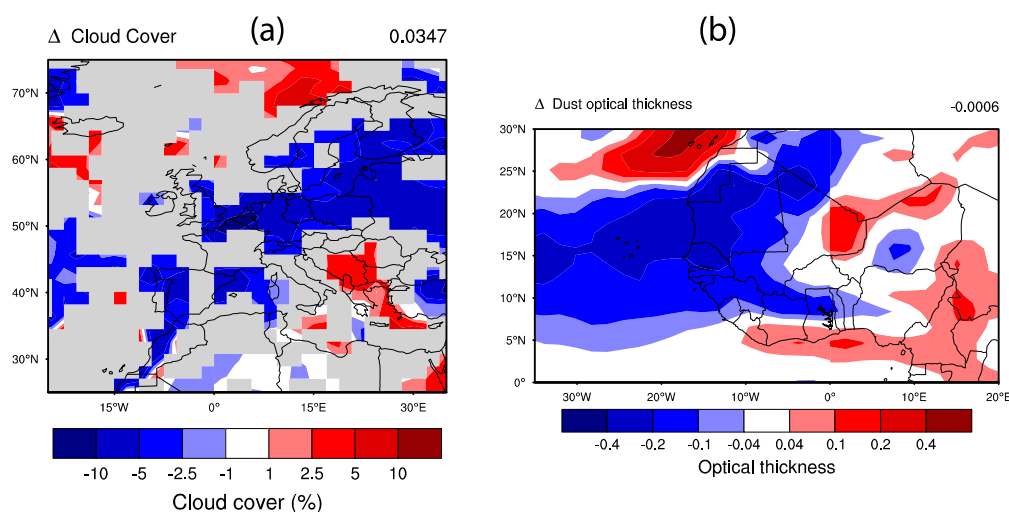 (a)
Δ Cloud Cover
0.0347
70°N
60°N
50°N
40°N
30°N
15°W
0°
15°E
30°E
-10
-5
-2.5
-1
1
2.5
5
10
Cloud cover (%)
(b)
Δ Dust optical thickness
-0.0006
30°N
25°N
20°N
15°N
10°N
5°N
0°
30°W
20°W
10°W
0°
10°E
20°E
-0.4
-0.2
-0.1
-0.04
0.04
0.1
0.2
0.4
Optical thickness